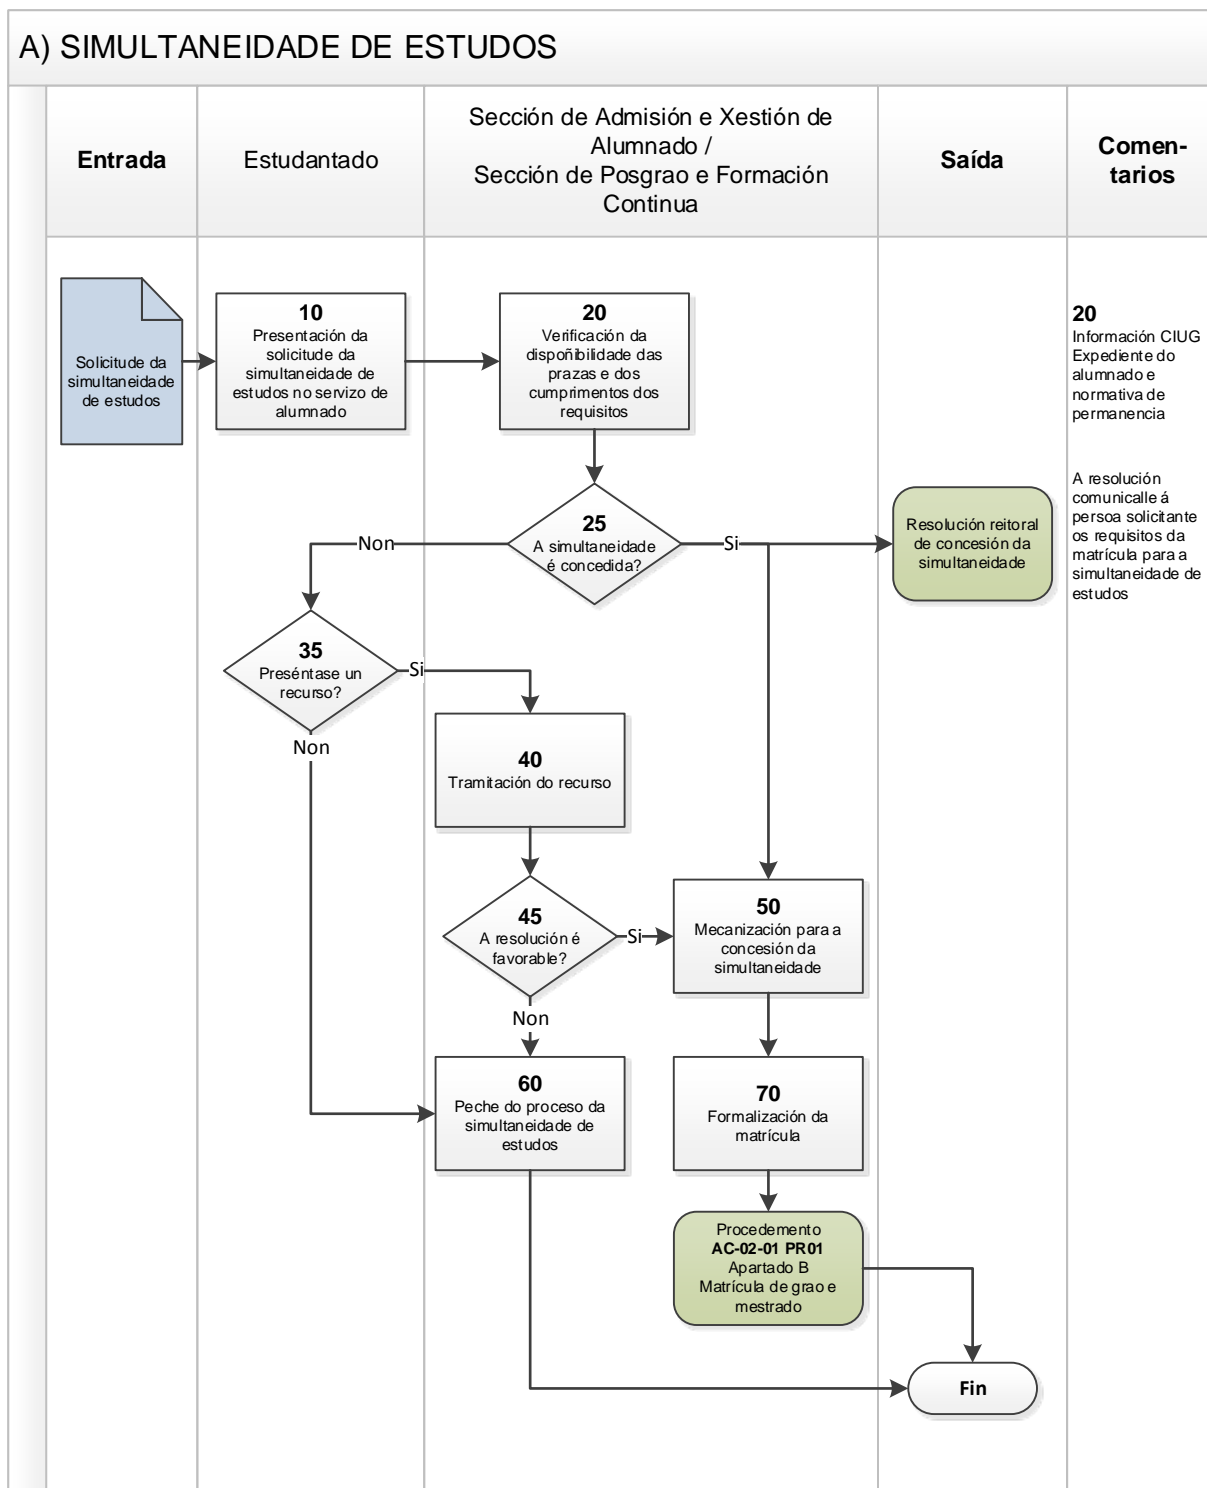 A) SIMULTANEIDADE DE ESTUDOS
Entrada
Estudantado
Sección de Admisión e Xestión de
Alumnado /
Sección de Posgrao e Formación
Continua
Saída
Comen-
tarios
Solicitude da
simultaneidade
de estudos
10
Presentación da
solicitude da
simultaneidade de
estudos no servizo de
alumnado
20
Verificación da
dispoñibilidade das
prazas e dos
cumprimentos dos
requisitos
20
Información CIUG
Expediente do
alumnado e
normativa de
permanencia
25
A simultaneidade
é concedida?
Non
Si
Resolución reitoral
de concesión da
simultaneidade
A resolución
comunicalle á
persoa solicitante
os requisitos da
matrícula para a
simultaneidade de
estudos
35
Preséntase un
recurso?
Si
Non
40
Tramitación do recurso
45
A resolución é
favorable?
Si
Non
50
Mecanización para a
concesión da
simultaneidade
60
Peche do proceso da
simultaneidade de
estudos
70
Formalización da
matrícula
Procedemento
AC-02-01 PR01
Apartado B
Matrícula de grao e
mestrado
Fin